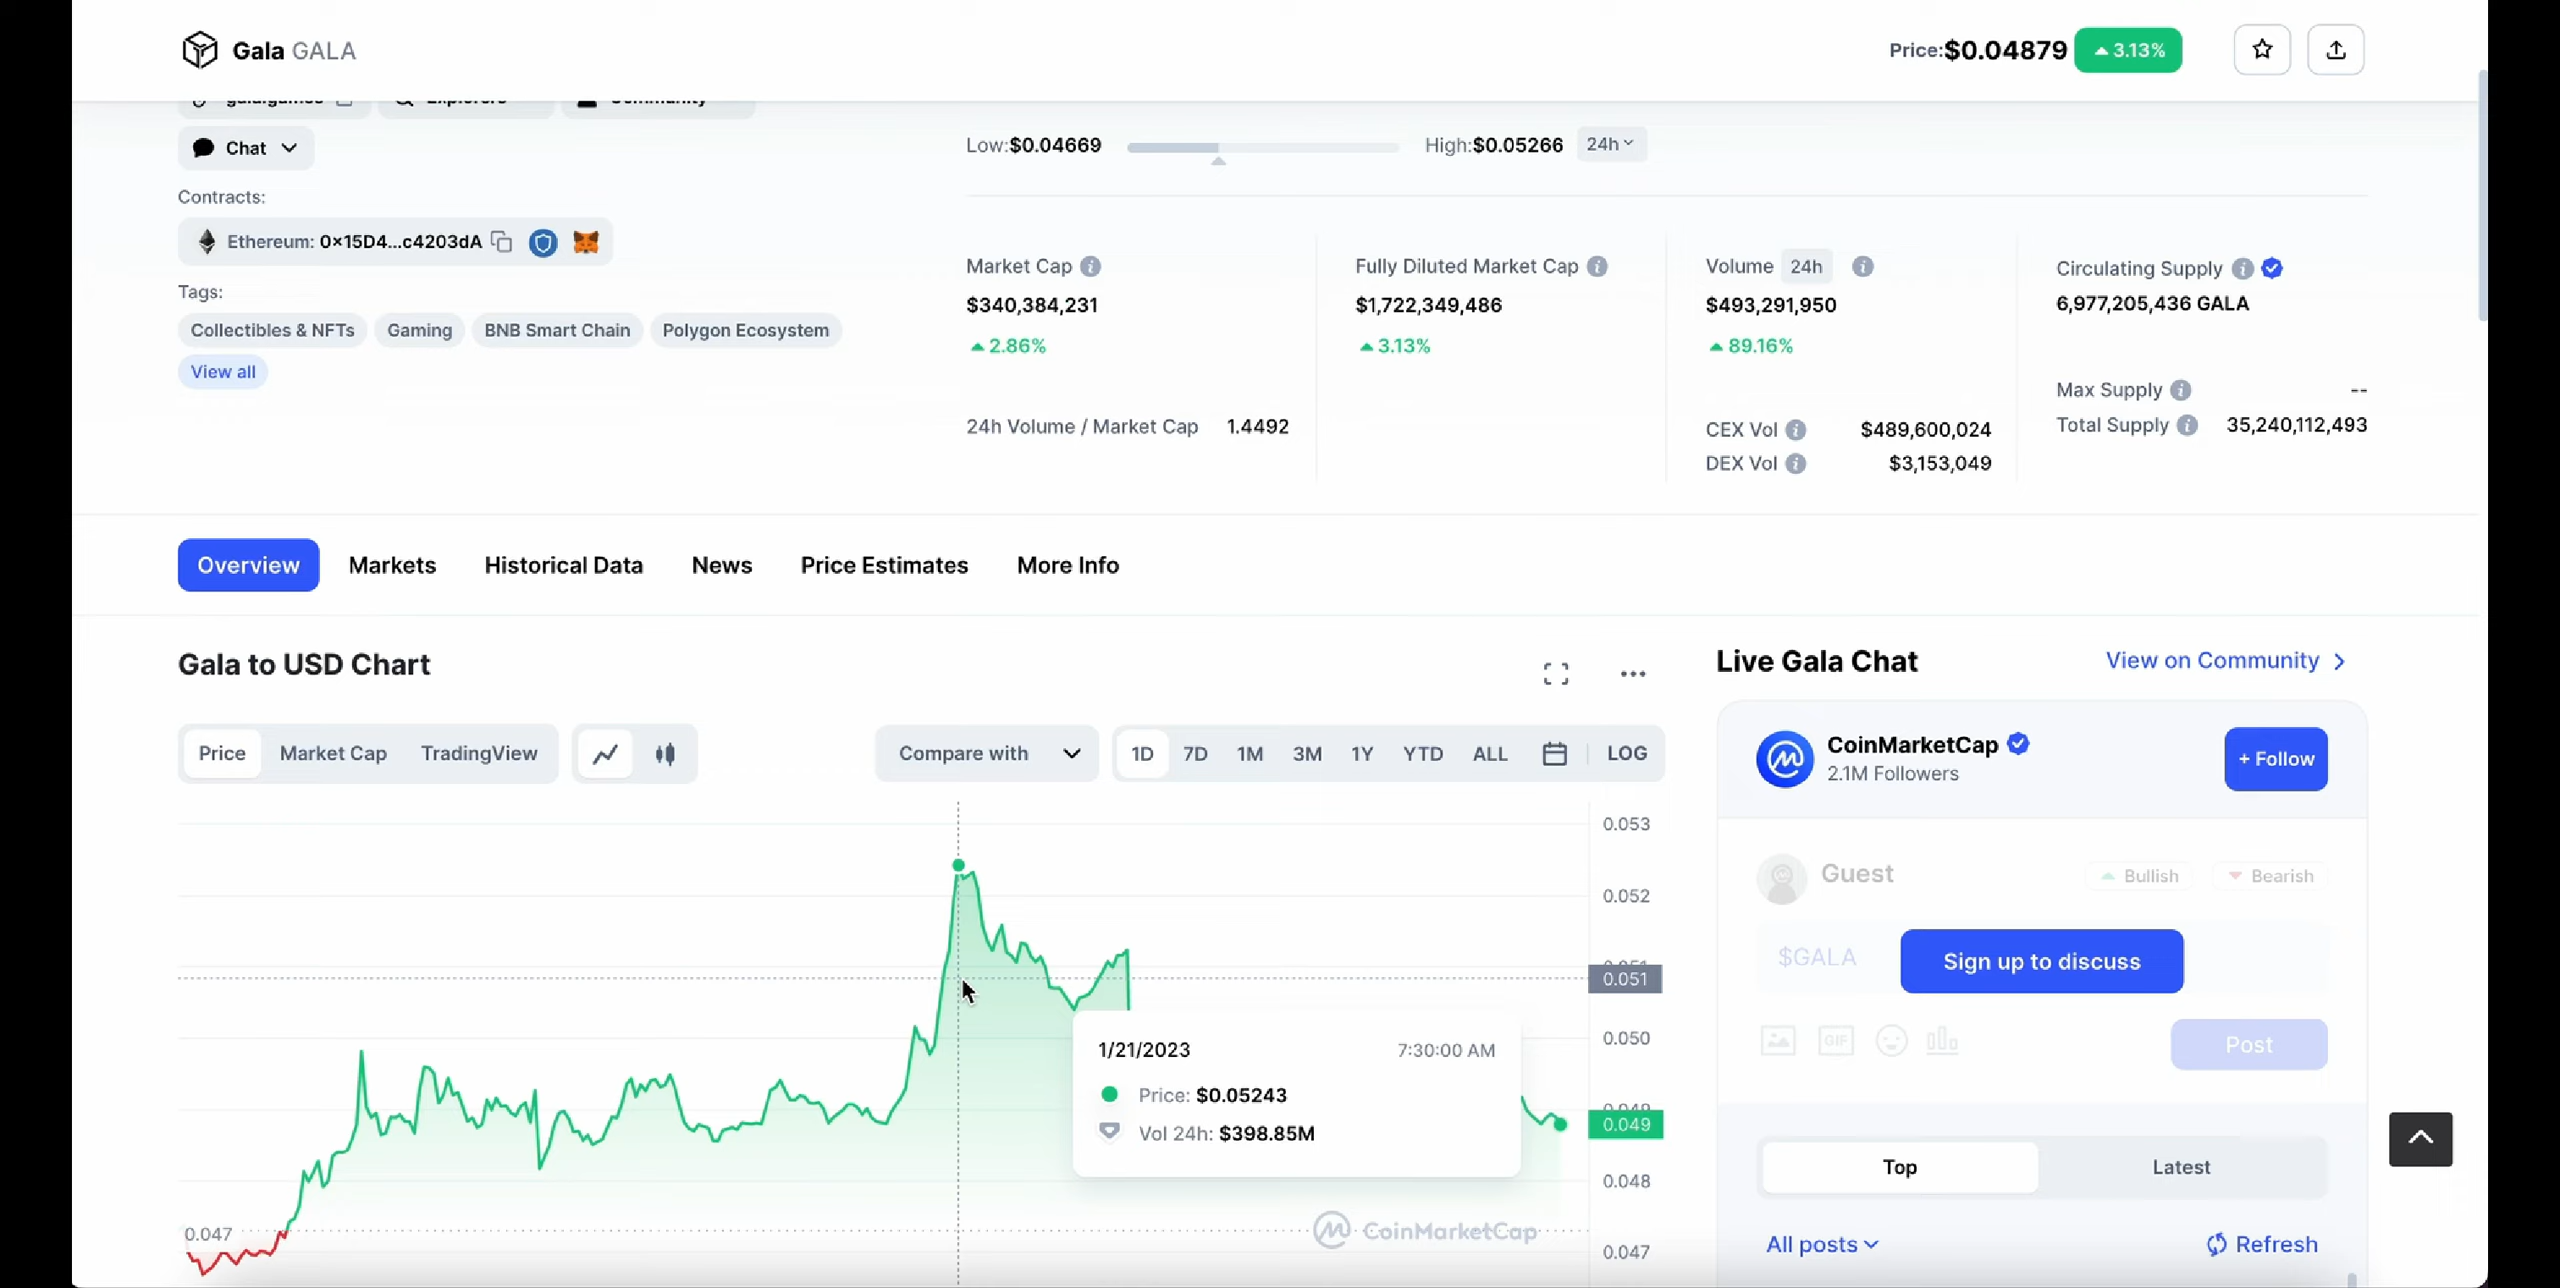 Gala GALA
Price:$0.04879
3.13%
Chat
Low:$0.04669
High:$0.05266
24h
Contracts:
Ethereum: 0x15D4...c4203dA
Tags:
Collectibles & NFTs
Gaming
BNB Smart Chain
Polygon Ecosystem
View all
Market Cap
$340,384,231
2.86%
24h Volume / Market Cap 1.4492
Fully Diluted Market Cap
$1,722,349,486
3.13%
Volume 24h
$493,291,950
89.16%
CEX Vol $489,600,024
DEX Vol $3,153,049
Circulating Supply
6,977,205,436 GALA
Max Supply --
Total Supply 35,240,112,493
Overview
Markets
Historical Data
News
Price Estimates
More Info
Gala to USD Chart
Price
Market Cap
TradingView
Compare with
1D
7D
1M
3M
1Y
YTD
ALL
LOG
0.053
0.052
0.051
0.050
0.049
0.048
0.047
0.047
1/21/2023 7:30:00 AM
Price: $0.05243
Vol 24h: $398.85M
CoinMarketCap
Live Gala Chat
View on Community
CoinMarketCap
2.1M Followers
+ Follow
Guest
Bullish
Bearish
$GALA
Sign up to discuss
GIF
Post
Top
Latest
All posts
Refresh